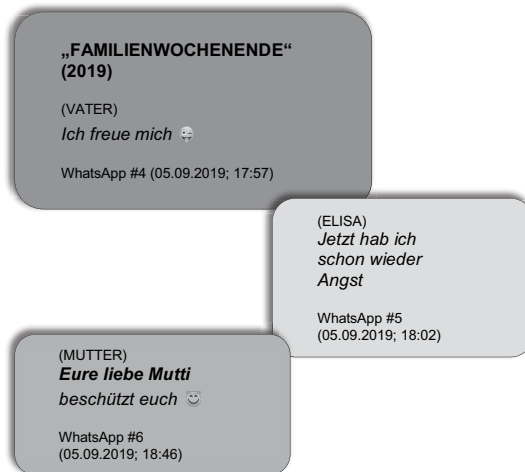 „FAMILIENWOCHENENDE“
(2019)
(VATER)
Ich freue mich 😜
WhatsApp #4 (05.09.2019; 17:57)
(ELISA)
Jetzt hab ich
schon wieder
Angst
WhatsApp #5
(05.09.2019; 18:02)
(MUTTER)
Eure liebe Mutti
beschützt euch 😇
WhatsApp #6
(05.09.2019; 18:46)